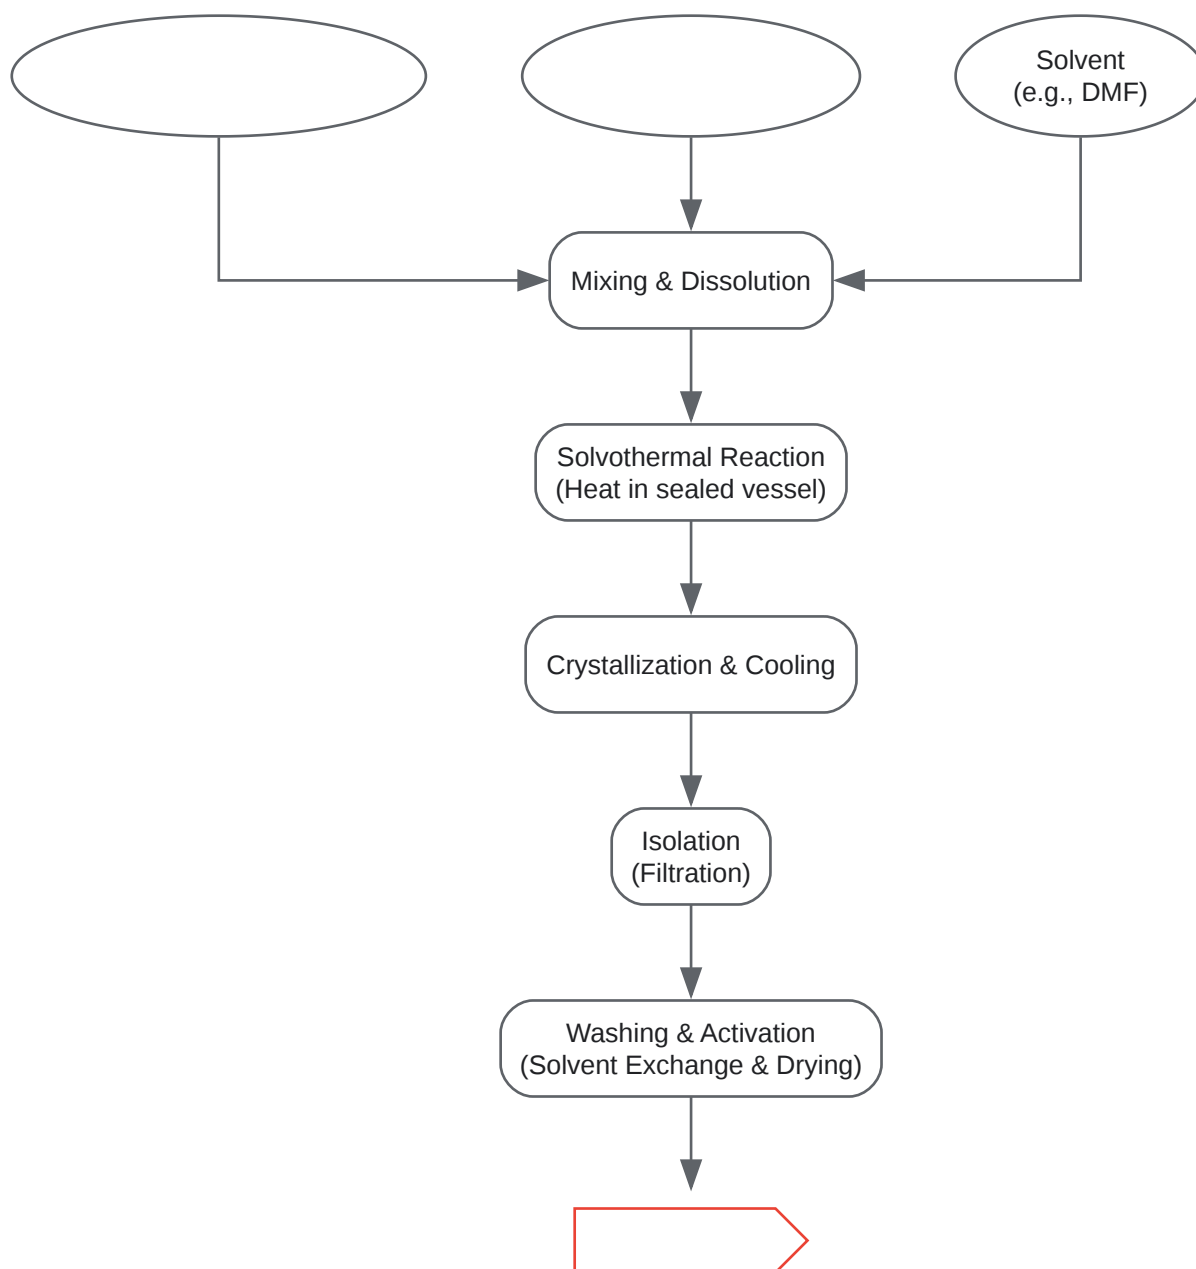 Solvent
(e.g., DMF)
Mixing & Dissolution
Solvothermal Reaction
(Heat in sealed vessel)
Crystallization & Cooling
Isolation
(Filtration)
Washing & Activation
(Solvent Exchange & Drying)